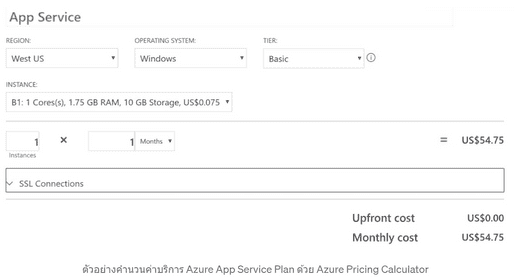 App Service
REGION:
OPERATING SYSTEM:
TIER:
West US
Windows
Basic
INSTANCE:
B1: 1 Cores(s), 1.75 GB RAM, 10 GB Storage, US$0.075
1 × 1 Months = US$54.75
Instances
SSL Connections
Upfront cost US$0.00
Monthly cost US$54.75
ตัวอย่างคำนวนค่าบริการ Azure App Service Plan ด้วย Azure Pricing Calculator